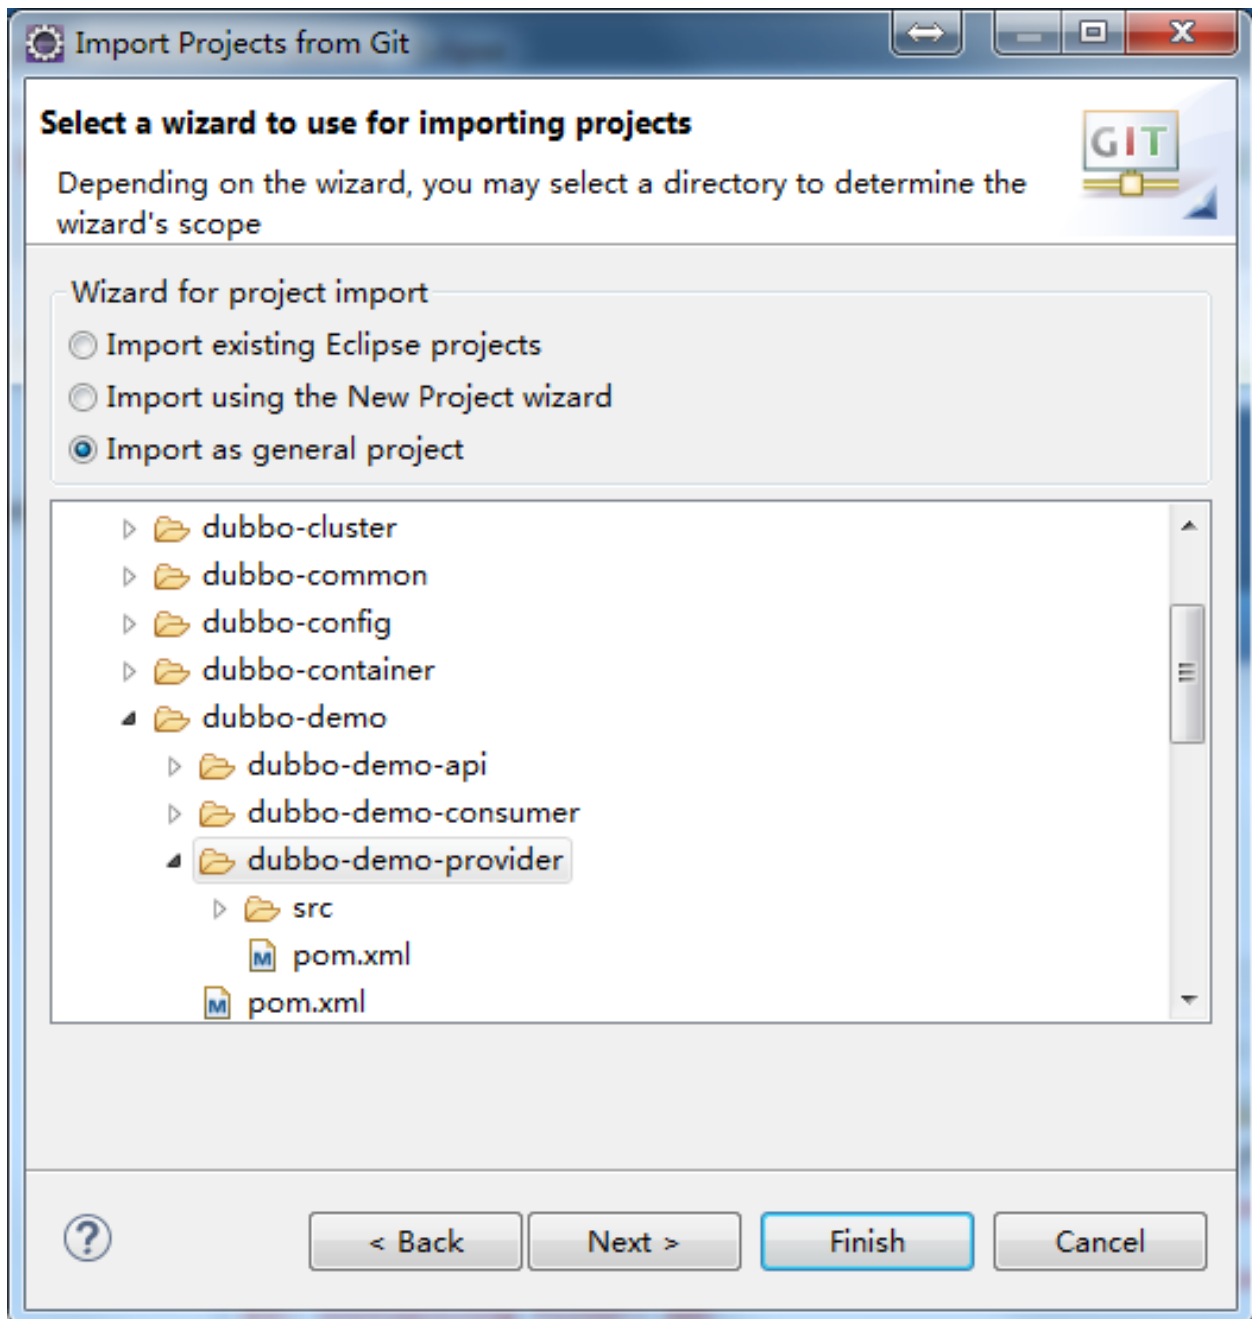 Import Projects from Git
Select a wizard to use for importing projects
GIT
Depending on the wizard, you may select a directory to determine the
wizard's scope
Wizard for project import
Import existing Eclipse projects
Import using the New Project wizard
Import as general project
dubbo-cluster
dubbo-common
dubbo-config
dubbo-container
dubbo-demo
dubbo-demo-api
dubbo-demo-consumer
dubbo-demo-provider
src
M pom.xml
M pom.xml
? < Back Next > Finish Cancel